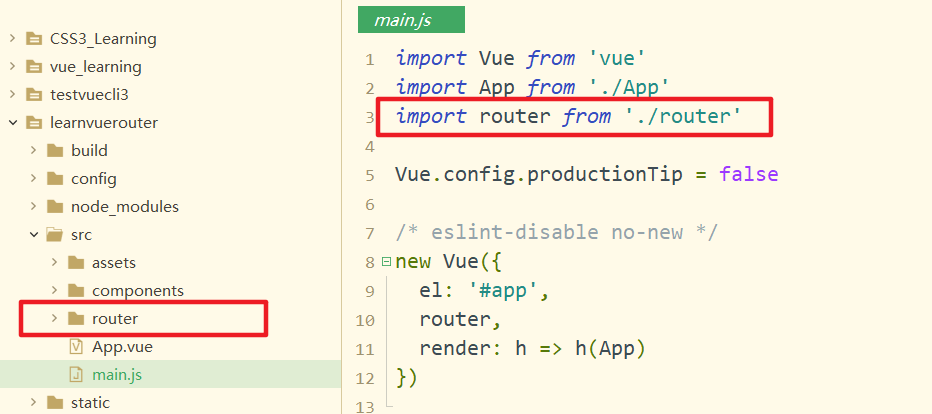 CSS3_Learning
vue_learning
testvuecli3
learnvuerouter
build
config
node_modules
src
assets
components
router
App.vue
main.js
static
main.js
1 import Vue from 'vue'
2 import App from './App'
3 import router from './router'
4
5 Vue.config.productionTip = false
6
7 /* eslint-disable no-new */
8 new Vue({
9 el: '#app',
10 router,
11 render: h => h(App)
12 })
13